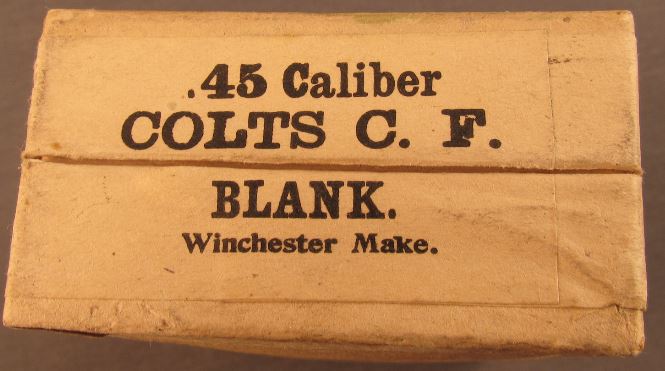 .45 Caliber
COLTS C. F.
BLANK.
Winchester Make.